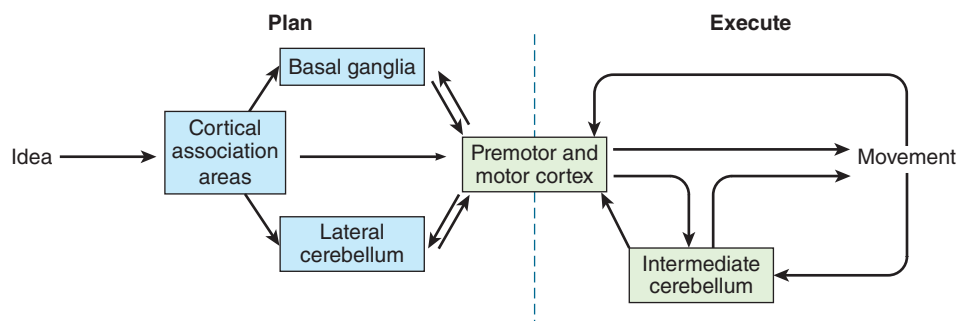 Plan
Execute
Basal ganglia
Idea
Cortical
association
areas
Premotor and
motor cortex
Movement
Lateral
cerebellum
Intermediate
cerebellum